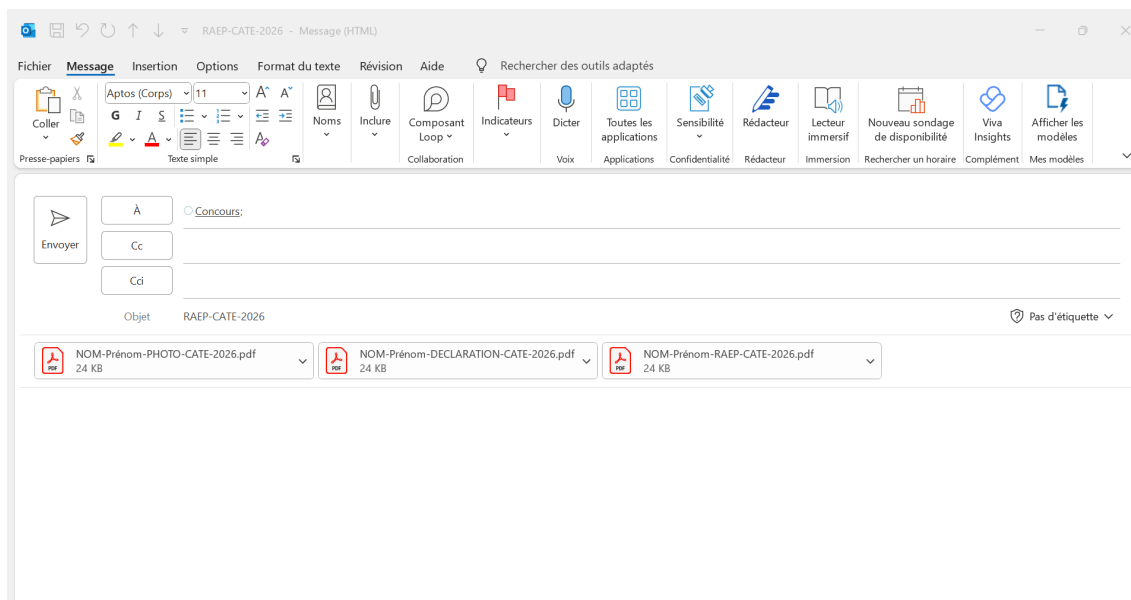 RAEP-CATE-2026 - Message (HTML)
Fichier Message Insertion Options Format du texte Révision Aide Rechercher des outils adaptés
Coller
Presse-papiers
Aptos (Corps) 11
G I S
A
Texte simple
Noms
Inclure
Composant
Loop
Collaboration
Indicateurs
Dicter
Voix
Toutes les
applications
Applications
Sensibilité
Confidentialité
Rédacteur
Rédacteur
Lecteur
immersif
Immersion
Nouveau sondage
de disponibilité
Rechercher un horaire
Viva
Insights
Complément
Afficher les
modèles
Mes modèles
Envoyer
À Concours;
Cc
Cci
Objet RAEP-CATE-2026 Pas d'étiquette
PDF NOM-Prénom-PHOTO-CATE-2026.pdf
24 KB
PDF NOM-Prénom-DECLARATION-CATE-2026.pdf
24 KB
PDF NOM-Prénom-RAEP-CATE-2026.pdf
24 KB